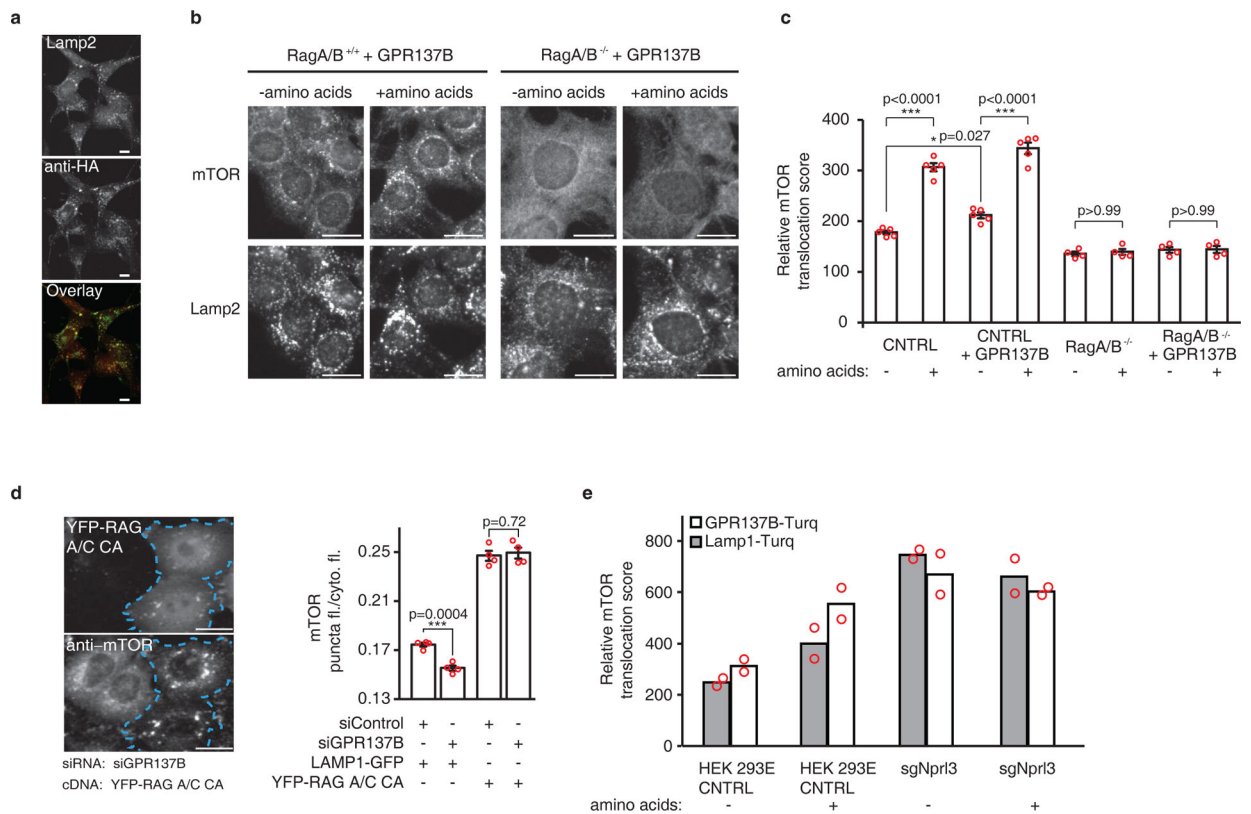 a
Lamp2
anti-HA
Overlay
b
RagA/B+/+ + GPR137B
RagA/B-/- + GPR137B
-amino acids
+amino acids
-amino acids
+amino acids
mTOR
Lamp2
c
p<0.0001
***
p<0.0001
***
* p=0.027
p>0.99
p>0.99
Relative mTOR
translocation score
400
300
200
100
0
CNTRL
CNTRL
+ GPR137B
RagA/B-/-
RagA/B-/-
+ GPR137B
amino acids: - + - + - + - +
d
YFP-RAG
A/C CA
anti–mTOR
siRNA: siGPR137B
cDNA: YFP-RAG A/C CA
mTOR
puncta fl./cyto. fl.
0.25
0.21
0.17
0.13
p=0.0004
***
p=0.72
siControl + - + -
siGPR137B - + - +
LAMP1-GFP + + - -
YFP-RAG A/C CA - - + +
e
GPR137B-Turq
Lamp1-Turq
Relative mTOR
translocation score
800
600
400
200
0
HEK 293E
CNTRL
HEK 293E
CNTRL
sgNprl3
sgNprl3
amino acids: - + - +